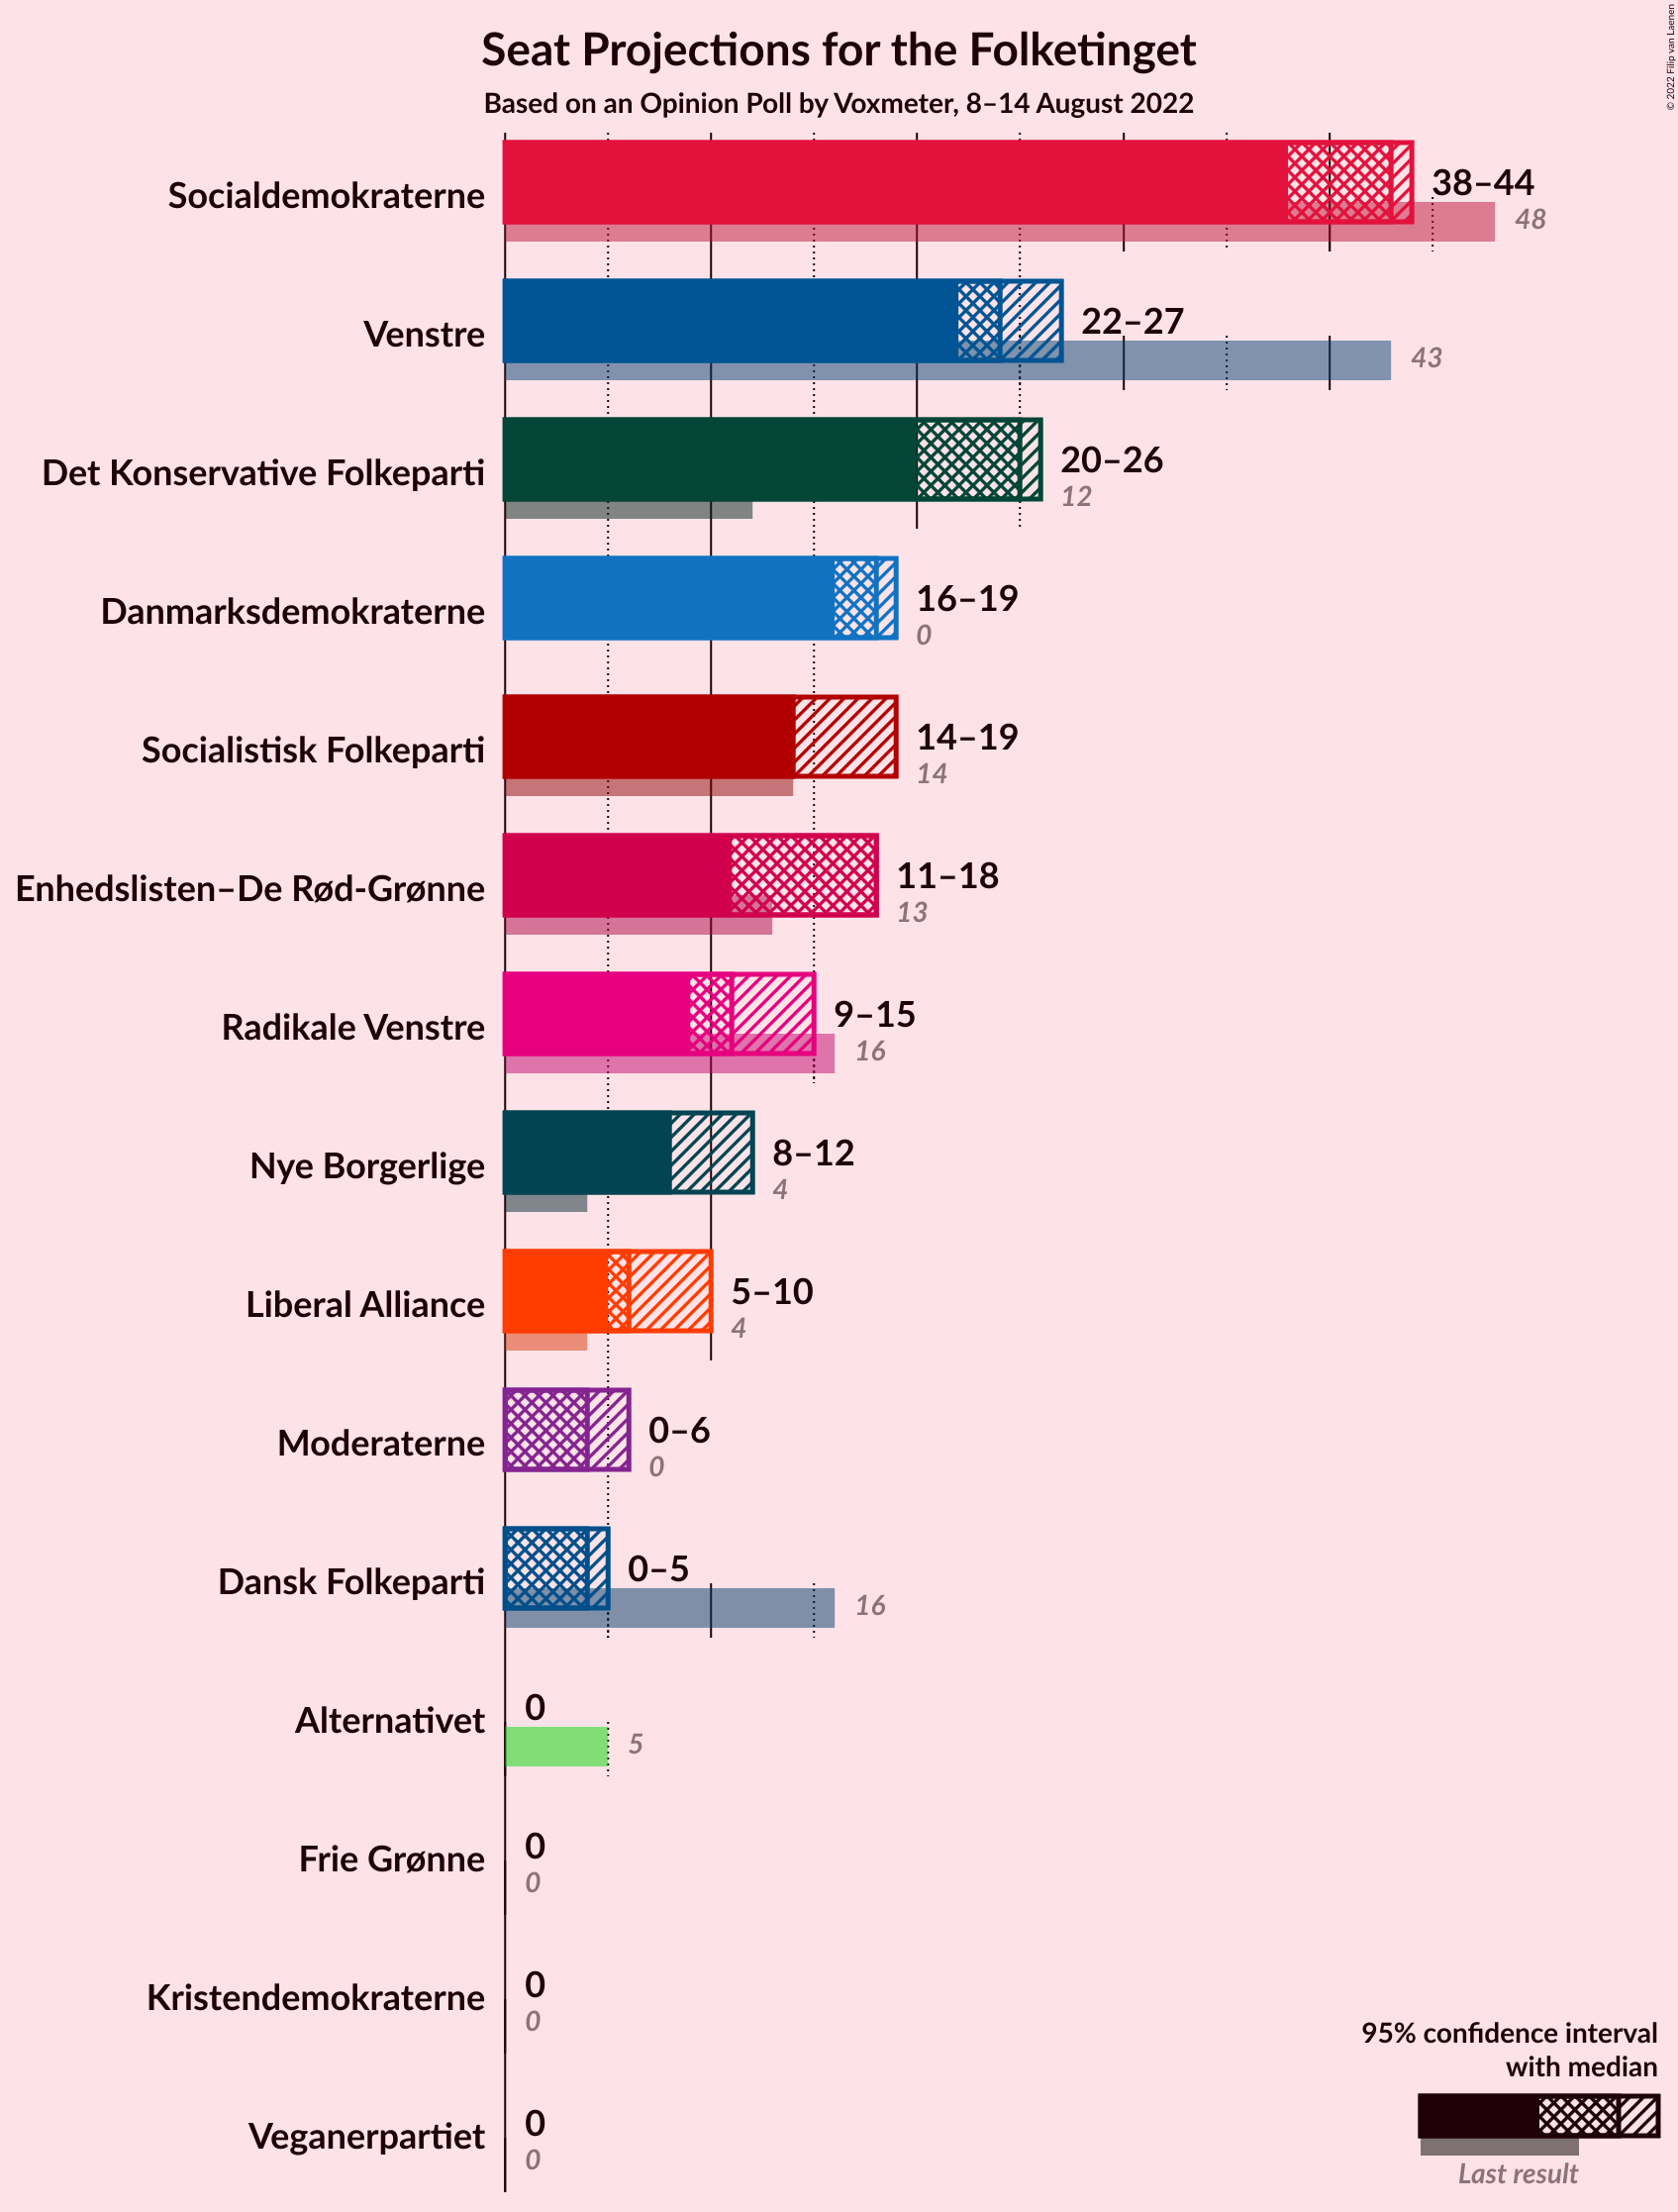 Seat Projections for the Folketinget
Based on an Opinion Poll by Voxmeter, 8–14 August 2022
© 2022 Filip van Laenen
Socialdemokraterne
38–44
48
Venstre
22–27
43
Det Konservative Folkeparti
20–26
12
Danmarksdemokraterne
16–19
0
Socialistisk Folkeparti
14–19
14
Enhedslisten–De Rød-Grønne
11–18
13
Radikale Venstre
9–15
16
Nye Borgerlige
8–12
4
Liberal Alliance
5–10
4
Moderaterne
0–6
0
Dansk Folkeparti
0–5
16
Alternativet
0
5
Frie Grønne
0
0
Kristendemokraterne
0
0
Veganerpartiet
0
0
95% confidence interval
with median
Last result